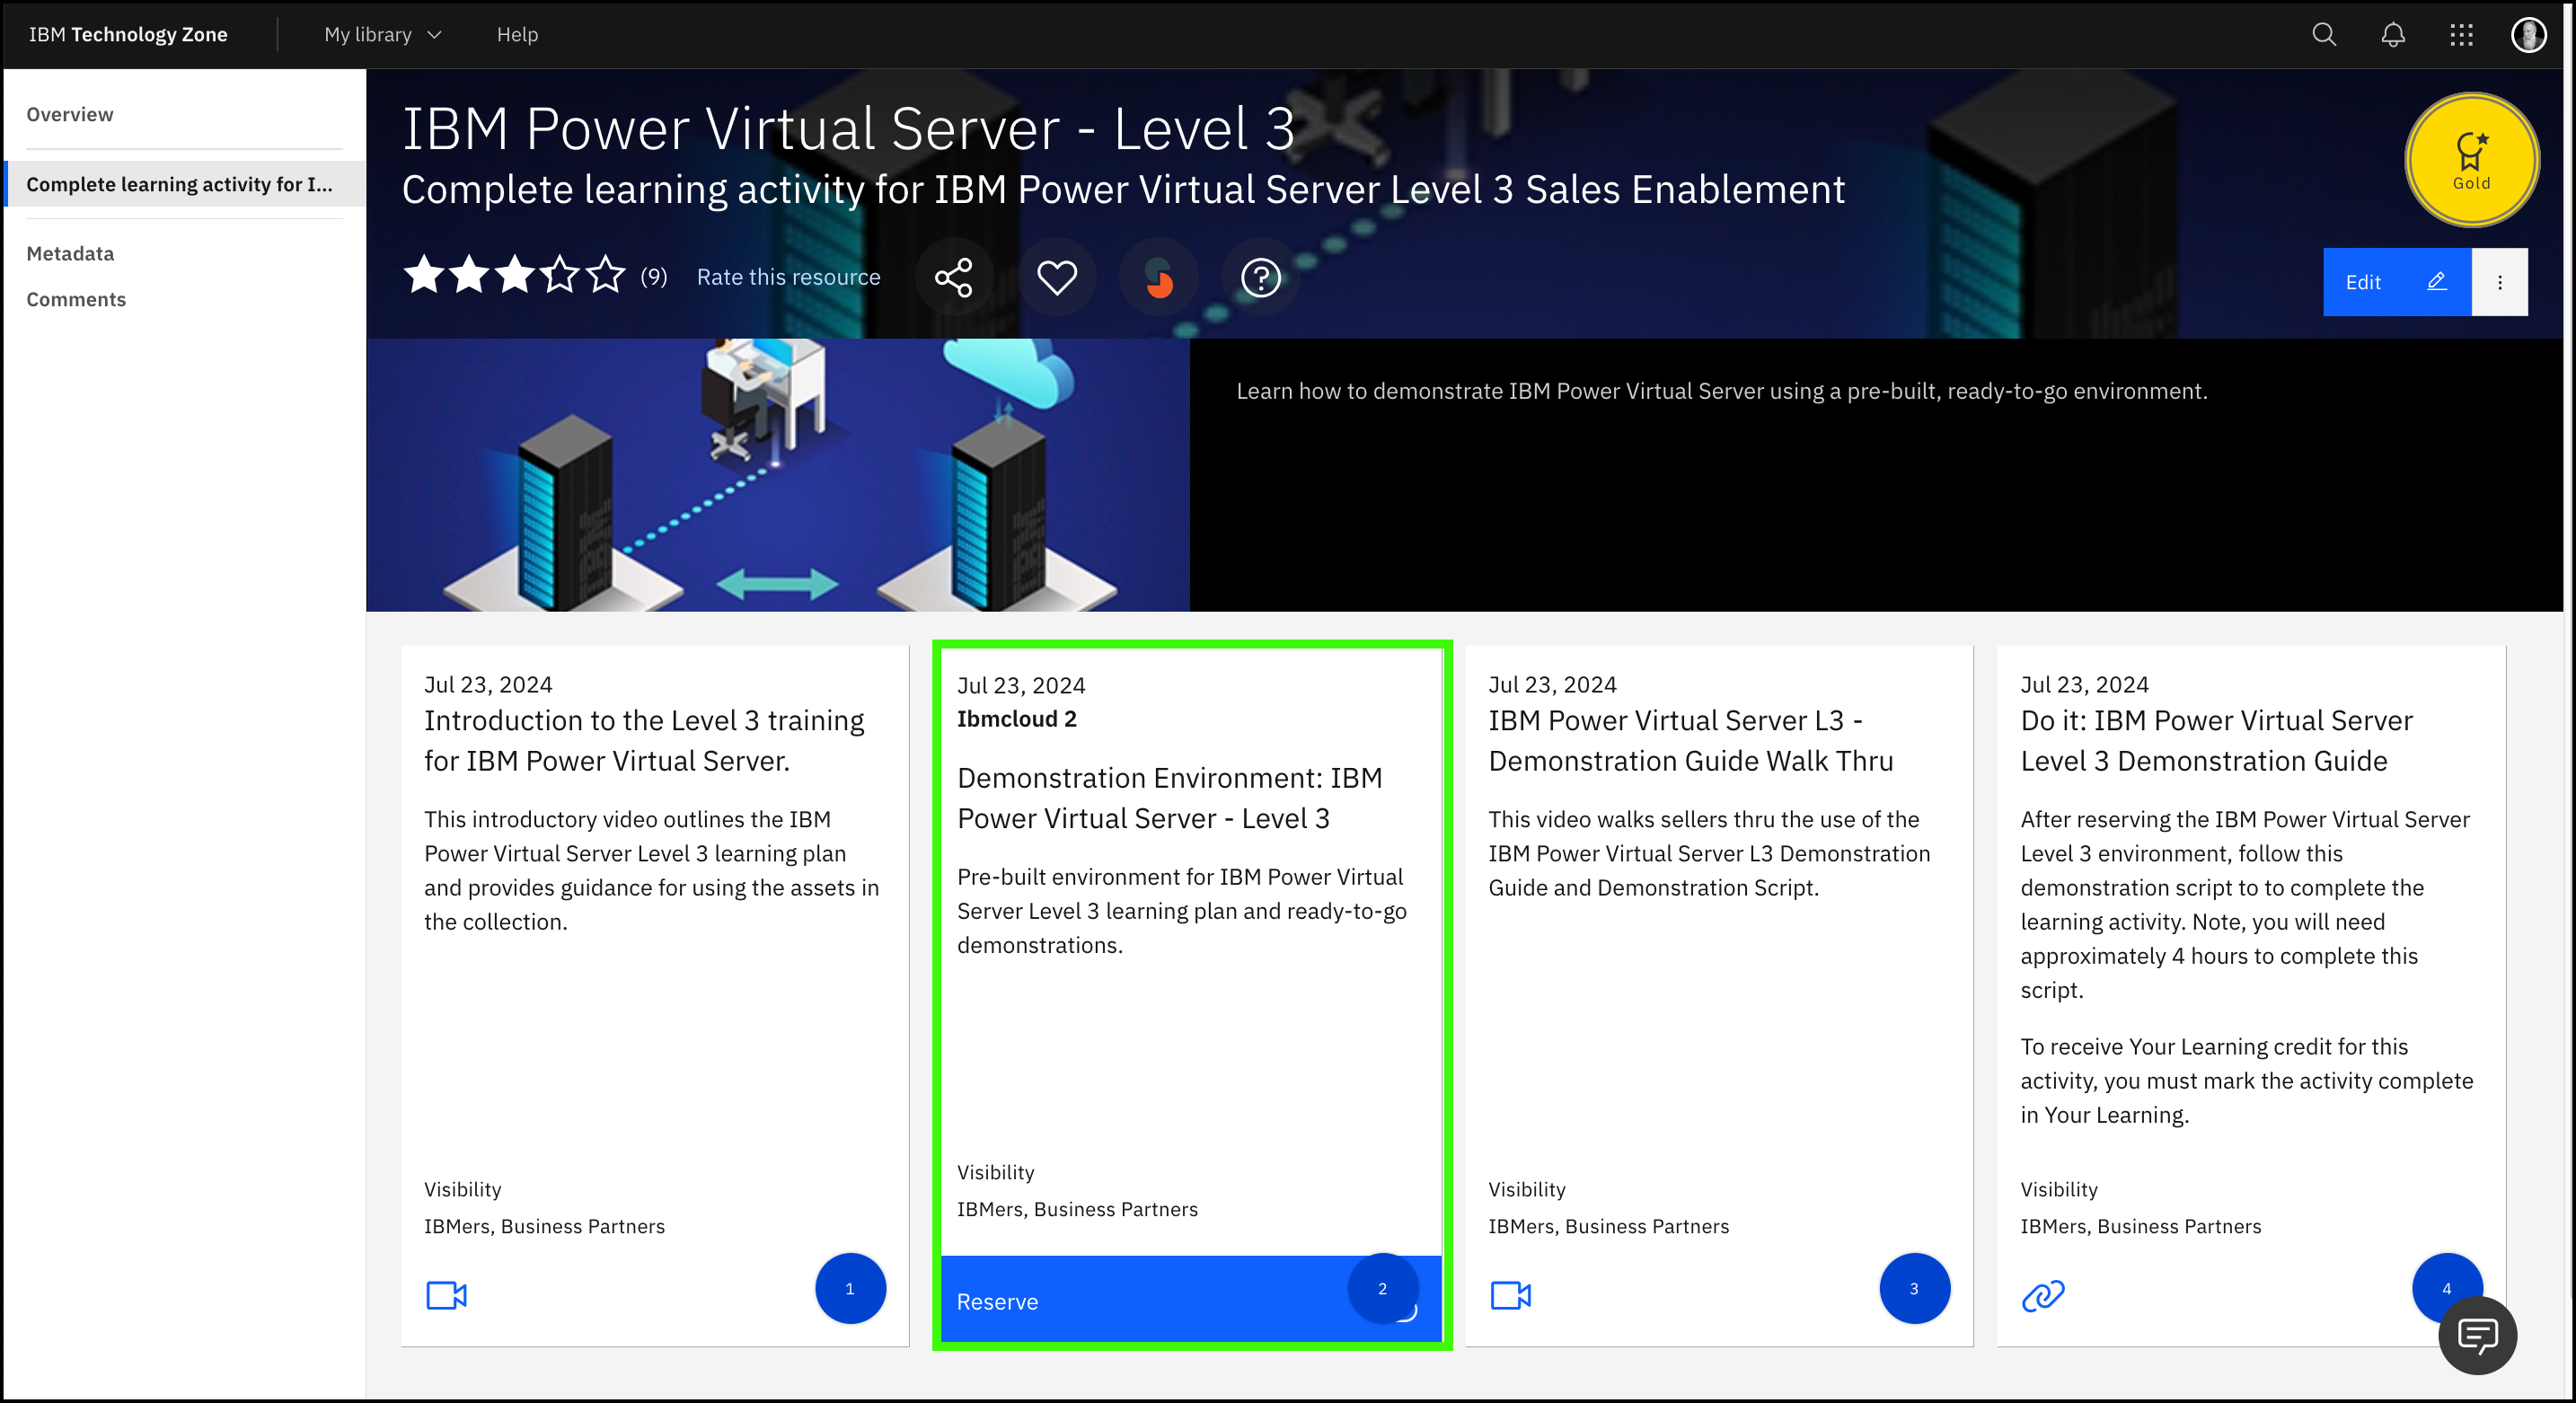 IBM Technology Zone
My library
Help
Overview
Complete learning activity for I...
Metadata
Comments
IBM Power Virtual Server - Level 3
Complete learning activity for IBM Power Virtual Server Level 3 Sales Enablement
(9)
Rate this resource
Gold
Edit
Learn how to demonstrate IBM Power Virtual Server using a pre-built, ready-to-go environment.
Jul 23, 2024
Introduction to the Level 3 training
for IBM Power Virtual Server.
This introductory video outlines the IBM
Power Virtual Server Level 3 learning plan
and provides guidance for using the assets in
the collection.
Visibility
IBMers, Business Partners
1
Jul 23, 2024
Ibmcloud 2
Demonstration Environment: IBM
Power Virtual Server - Level 3
Pre-built environment for IBM Power Virtual
Server Level 3 learning plan and ready-to-go
demonstrations.
Visibility
IBMers, Business Partners
Reserve
2
Jul 23, 2024
IBM Power Virtual Server L3 -
Demonstration Guide Walk Thru
This video walks sellers thru the use of the
IBM Power Virtual Server L3 Demonstration
Guide and Demonstration Script.
Visibility
IBMers, Business Partners
3
Jul 23, 2024
Do it: IBM Power Virtual Server
Level 3 Demonstration Guide
After reserving the IBM Power Virtual Server
Level 3 environment, follow this
demonstration script to to complete the
learning activity. Note, you will need
approximately 4 hours to complete this
script.
To receive Your Learning credit for this
activity, you must mark the activity complete
in Your Learning.
Visibility
IBMers, Business Partners
4